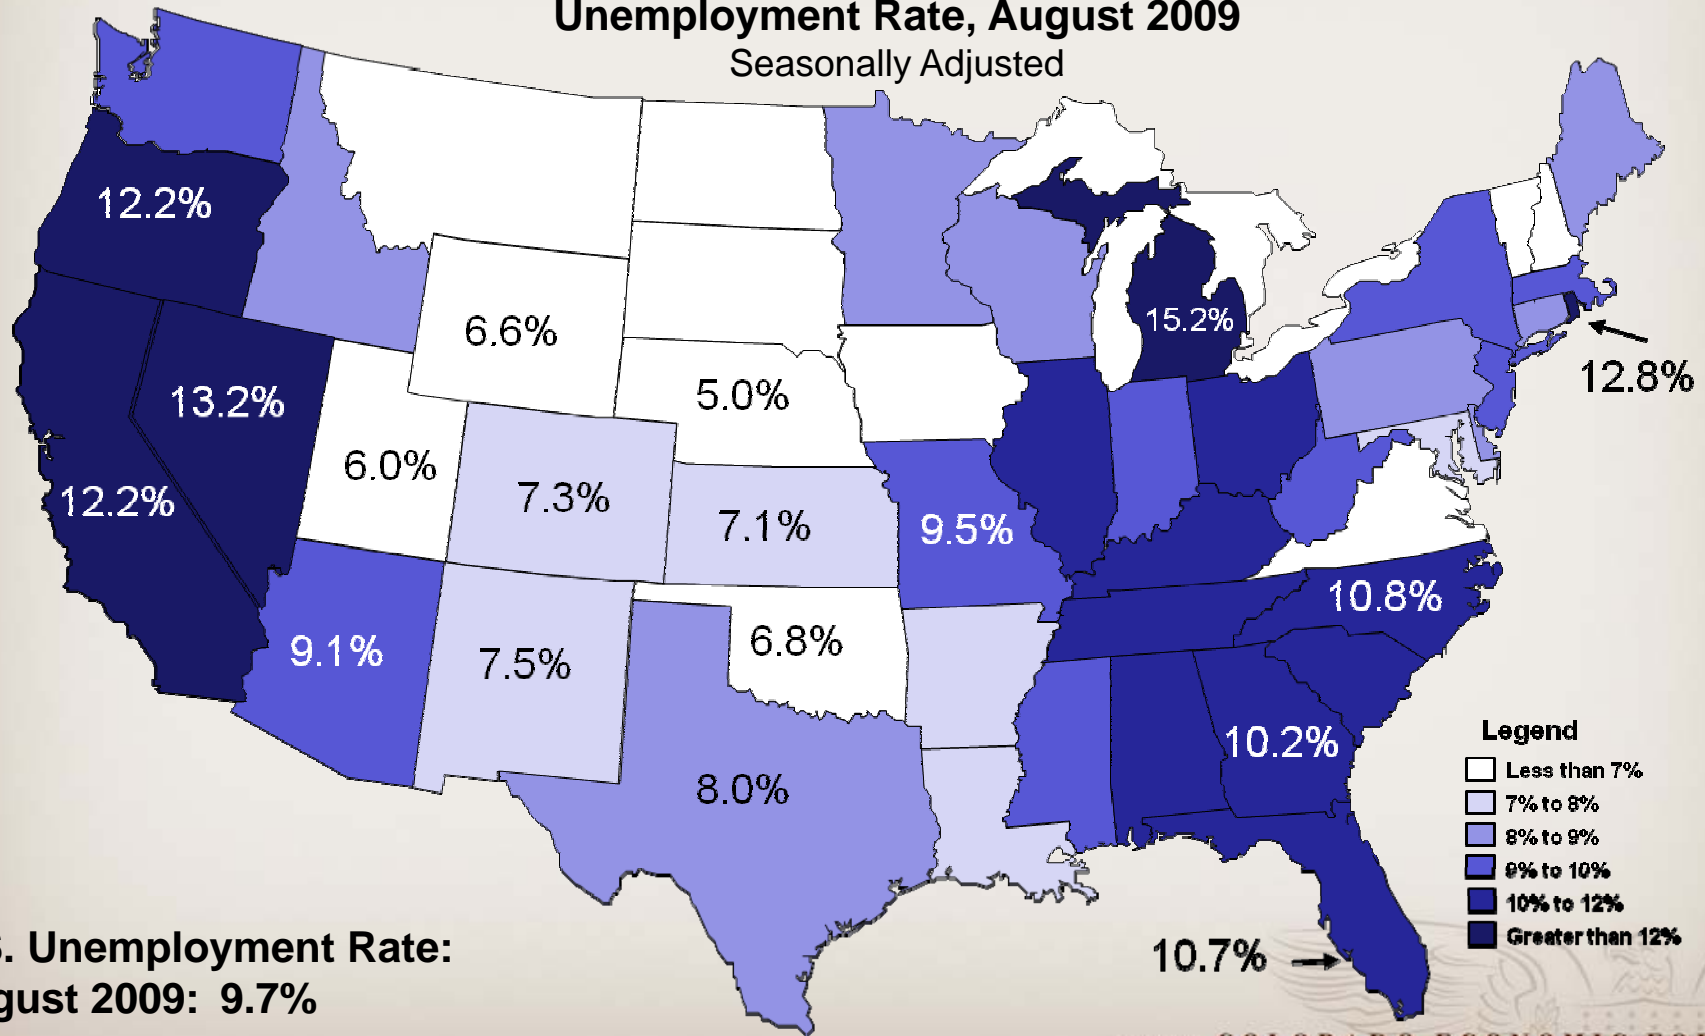 Unemployment Rate, August 2009
Seasonally Adjusted
12.2%
6.6%
15.2%
12.8%
13.2%
5.0%
6.0%
12.2%
7.3%
7.1%
9.5%
10.8%
9.1%
7.5%
6.8%
10.2%
8.0%
Legend
Less than 7%
7% to 8%
8% to 9%
9% to 10%
10% to 12%
Greater than 12%
10.7%
S. Unemployment Rate:
gust 2009: 9.7%